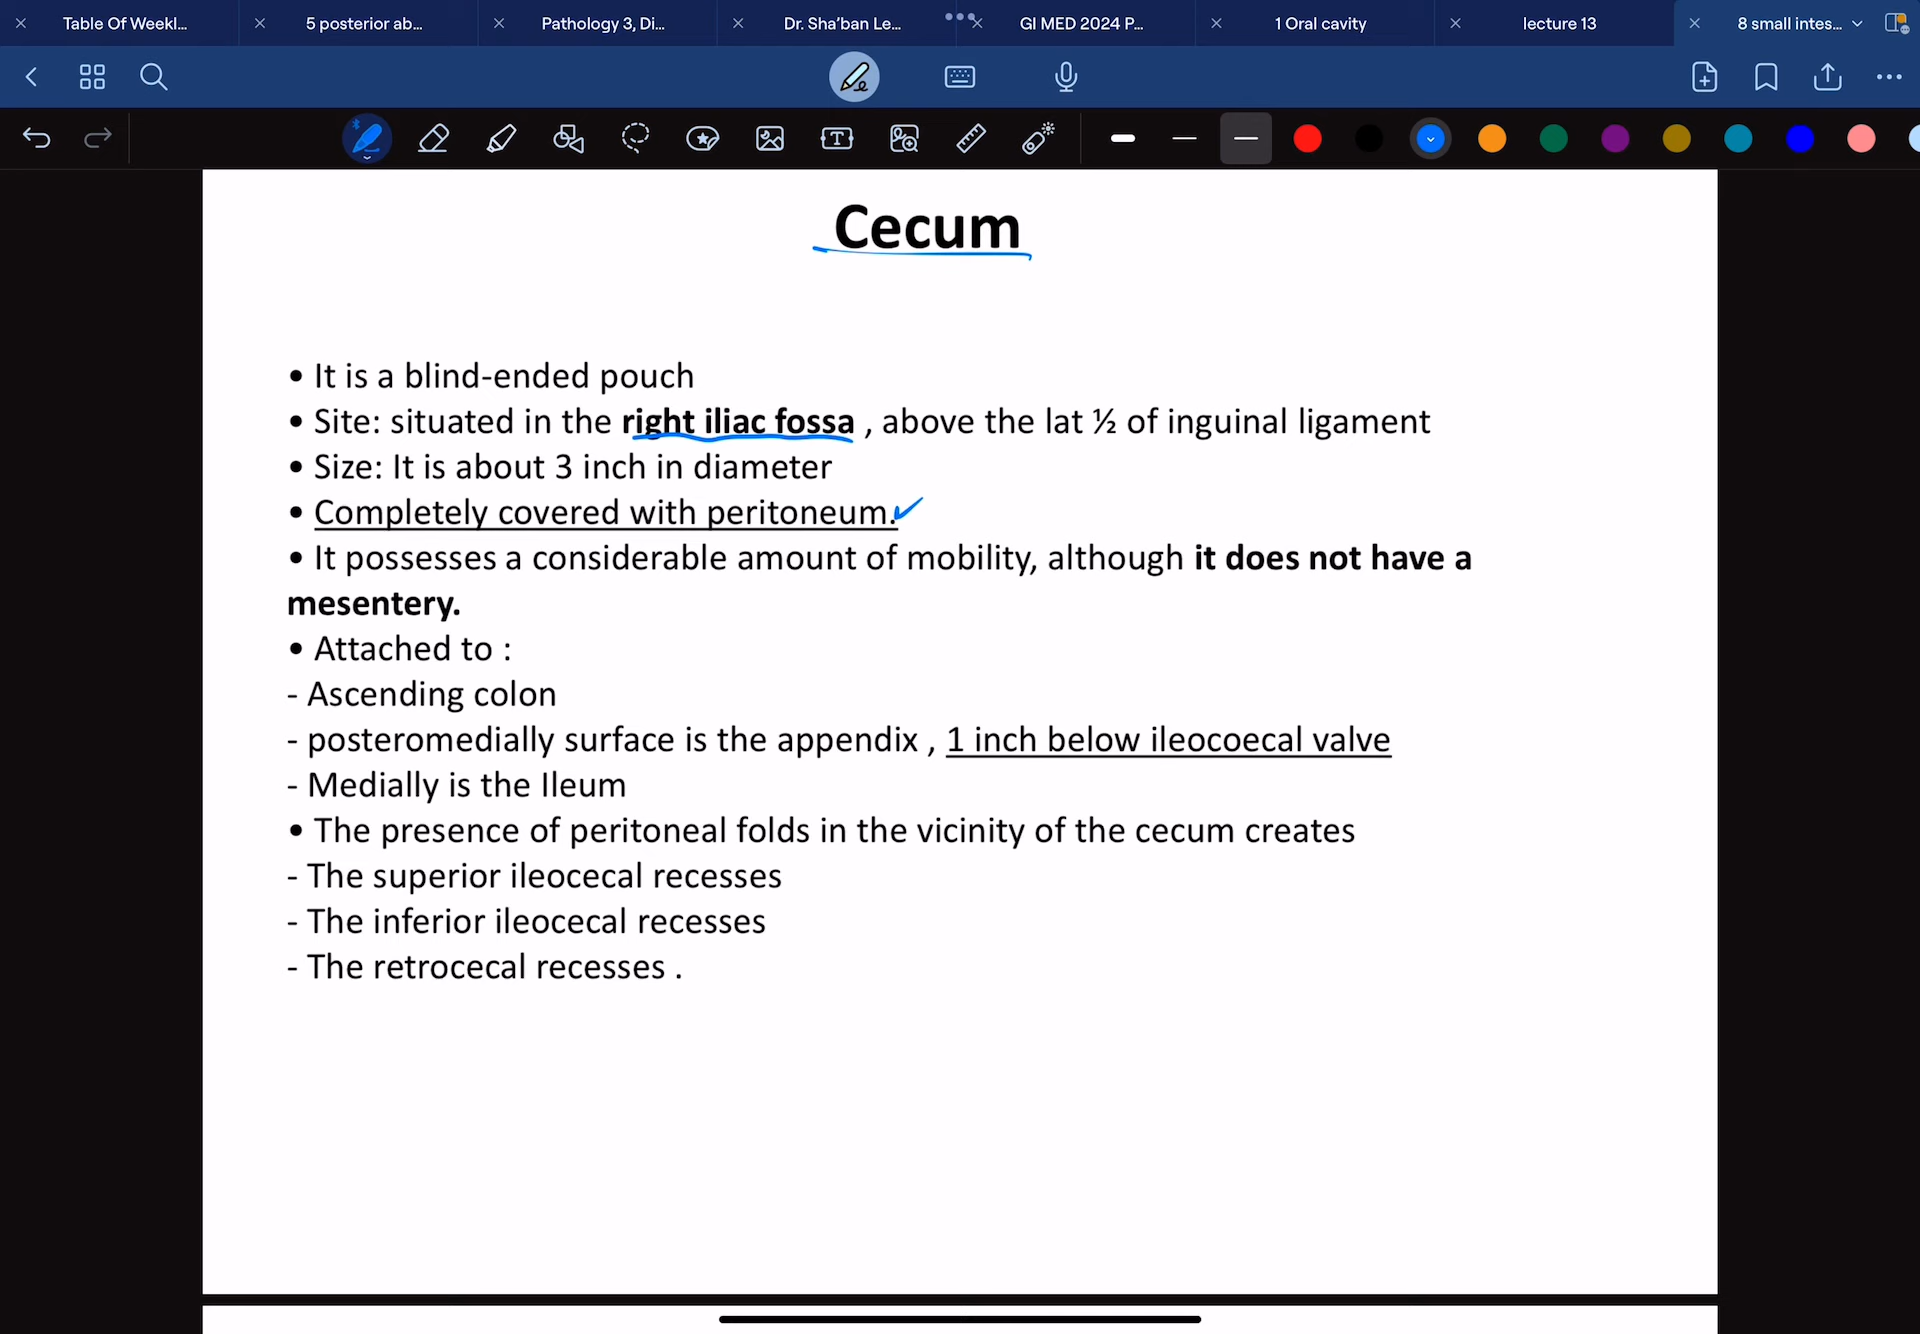 Table Of Weekl...
5 posterior ab...
Pathology 3, Di...
Dr. Sha'ban Le...
GI MED 2024 P...
1 Oral cavity
lecture 13
8 small intes...
Cecum
• It is a blind-ended pouch
• Site: situated in the right iliac fossa , above the lat ½ of inguinal ligament
• Size: It is about 3 inch in diameter
• Completely covered with peritoneum.
• It possesses a considerable amount of mobility, although it does not have a
mesentery.
• Attached to :
- Ascending colon
- posteromedially surface is the appendix , 1 inch below ileocoecal valve
- Medially is the Ileum
• The presence of peritoneal folds in the vicinity of the cecum creates
- The superior ileocecal recesses
- The inferior ileocecal recesses
- The retrocecal recesses .